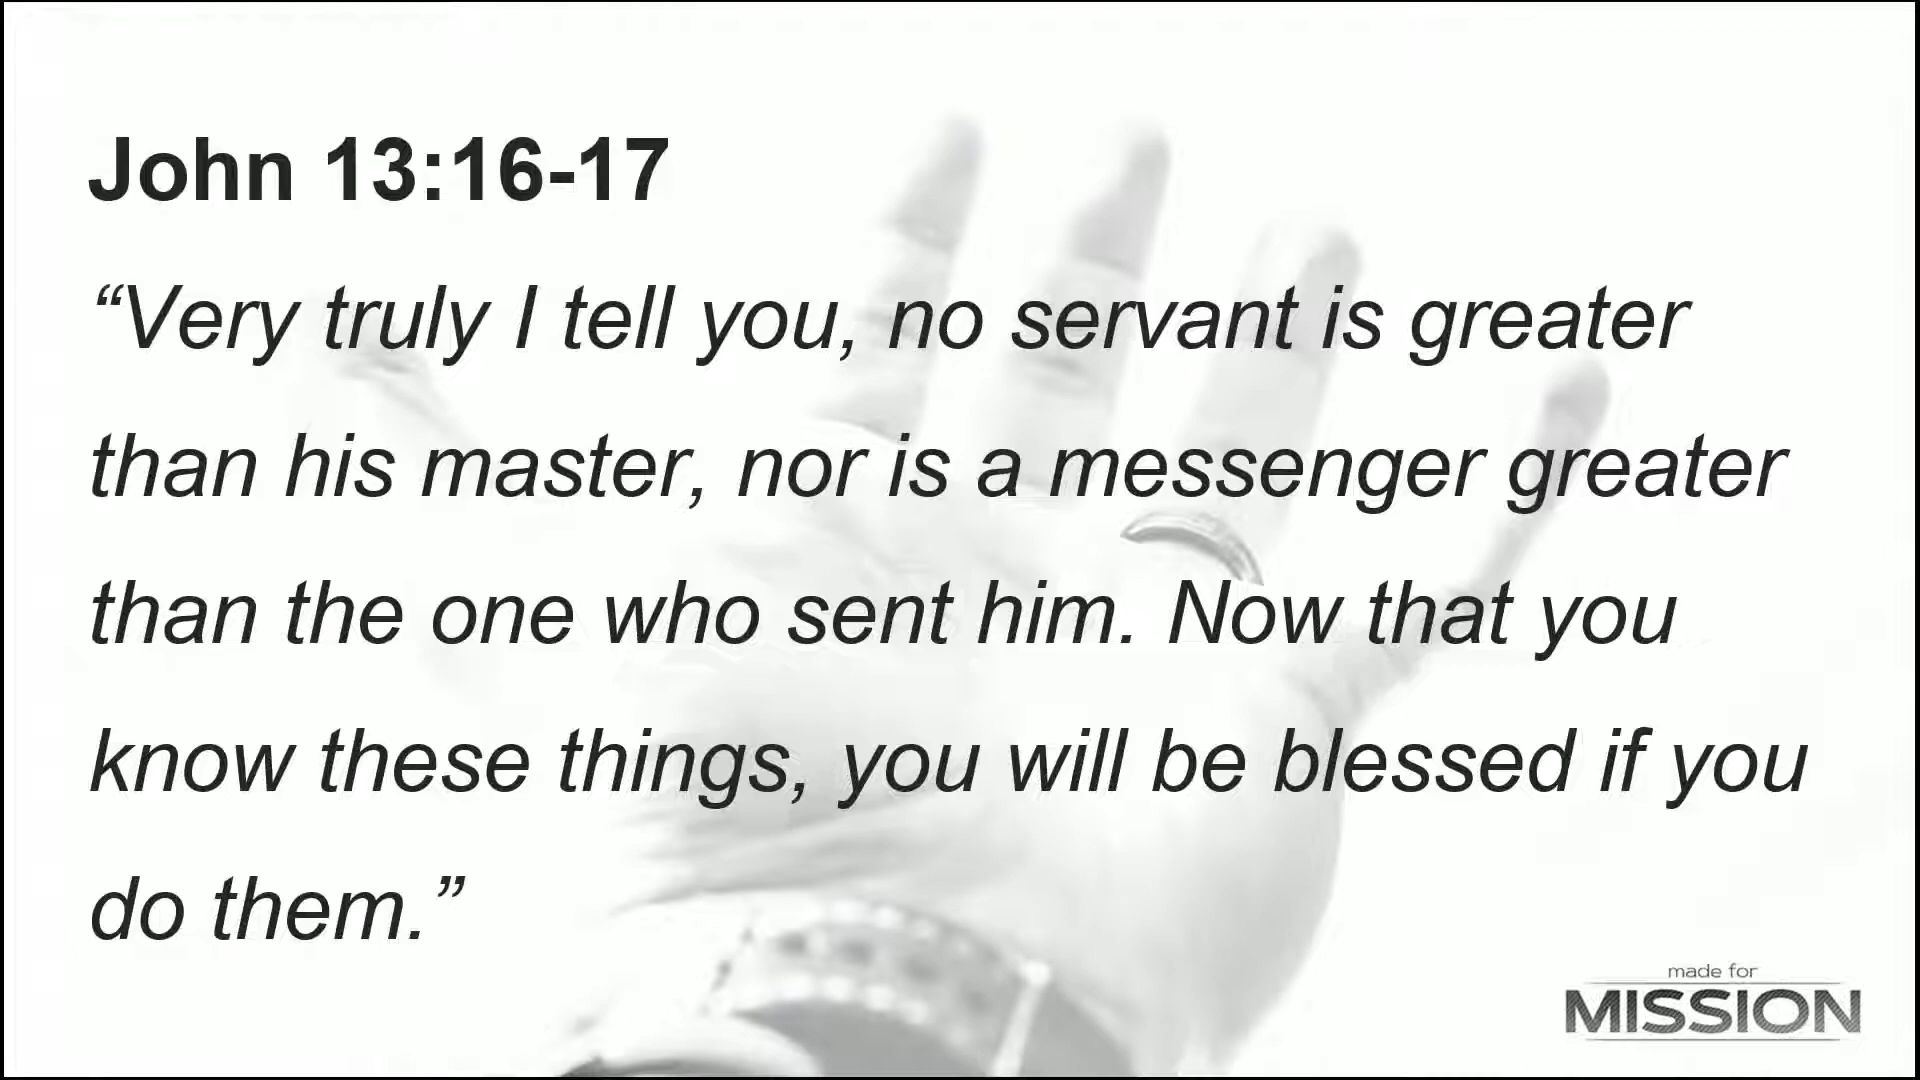 John 13:16-17
“Very truly I tell you, no servant is greater
than his master, nor is a messenger greater
than the one who sent him. Now that you
know these things, you will be blessed if you
do them.”
made for
MISSION